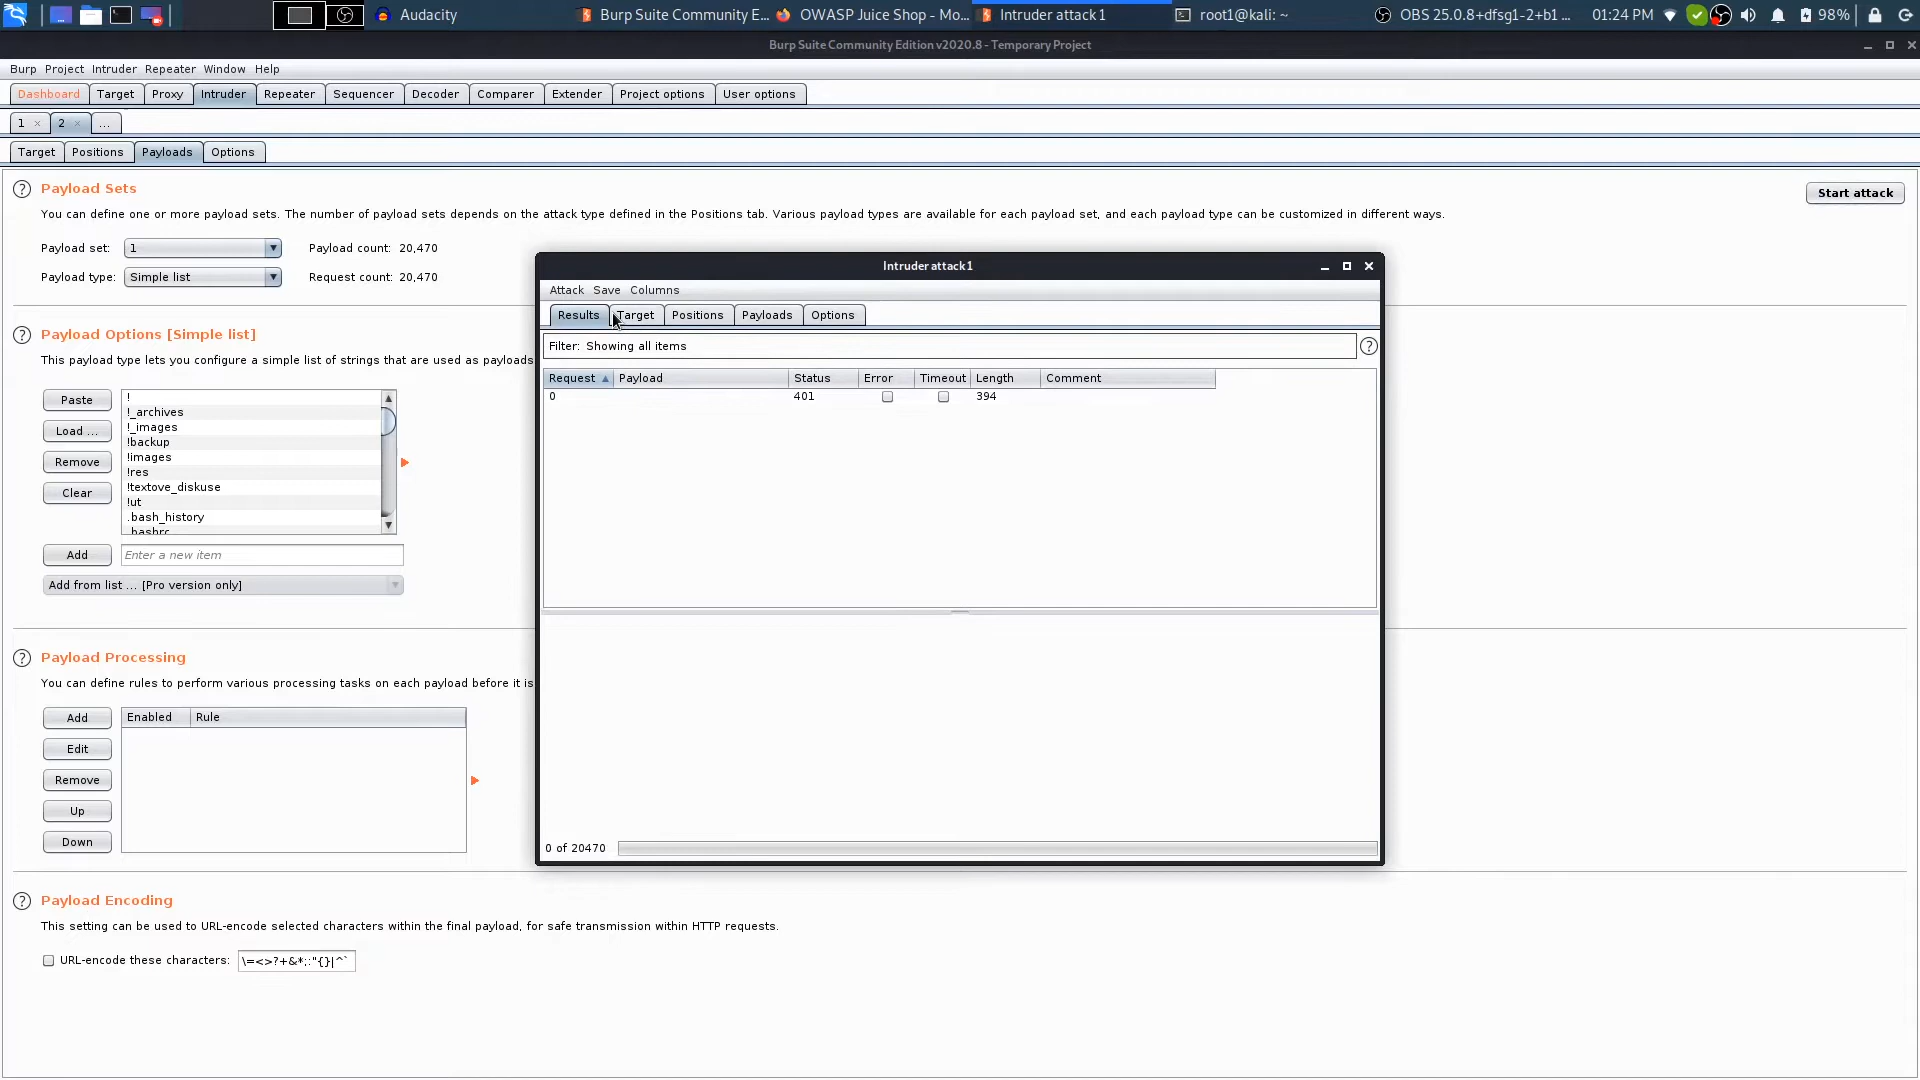 Audacity
Burp Suite Community E...
OWASP Juice Shop - Mo...
Intruder attack 1
root1@kali: ~
OBS 25.0.8+dfsg1-2+b1 ...
01:24 PM
98%
Burp Suite Community Edition v2020.8 - Temporary Project
Burp Project Intruder Repeater Window Help
Dashboard Target Proxy Intruder Repeater Sequencer Decoder Comparer Extender Project options User options
1 × 2 × ...
Target Positions Payloads Options
? Payload Sets
Start attack
You can define one or more payload sets. The number of payload sets depends on the attack type defined in the Positions tab. Various payload types are available for each payload set, and each payload type can be customized in different ways.
Payload set: 1 Payload count: 20,470
Payload type: Simple list Request count: 20,470
? Payload Options [Simple list]
This payload type lets you configure a simple list of strings that are used as payloads
Paste
Load ...
Remove
Clear
!
!_archives
!_images
!backup
!images
!res
!textove_diskuse
!ut
.bash_history
.bashrc
Add Enter a new item
Add from list ... [Pro version only]
? Payload Processing
You can define rules to perform various processing tasks on each payload before it is
Add
Edit
Remove
Up
Down
Enabled Rule
? Payload Encoding
This setting can be used to URL-encode selected characters within the final payload, for safe transmission within HTTP requests.
URL-encode these characters: \=<>?+&*;:"{}|^`
Intruder attack 1
Attack Save Columns
Results Target Positions Payloads Options
Filter: Showing all items
?
Request Payload Status Error Timeout Length Comment
0 401 394
0 of 20470